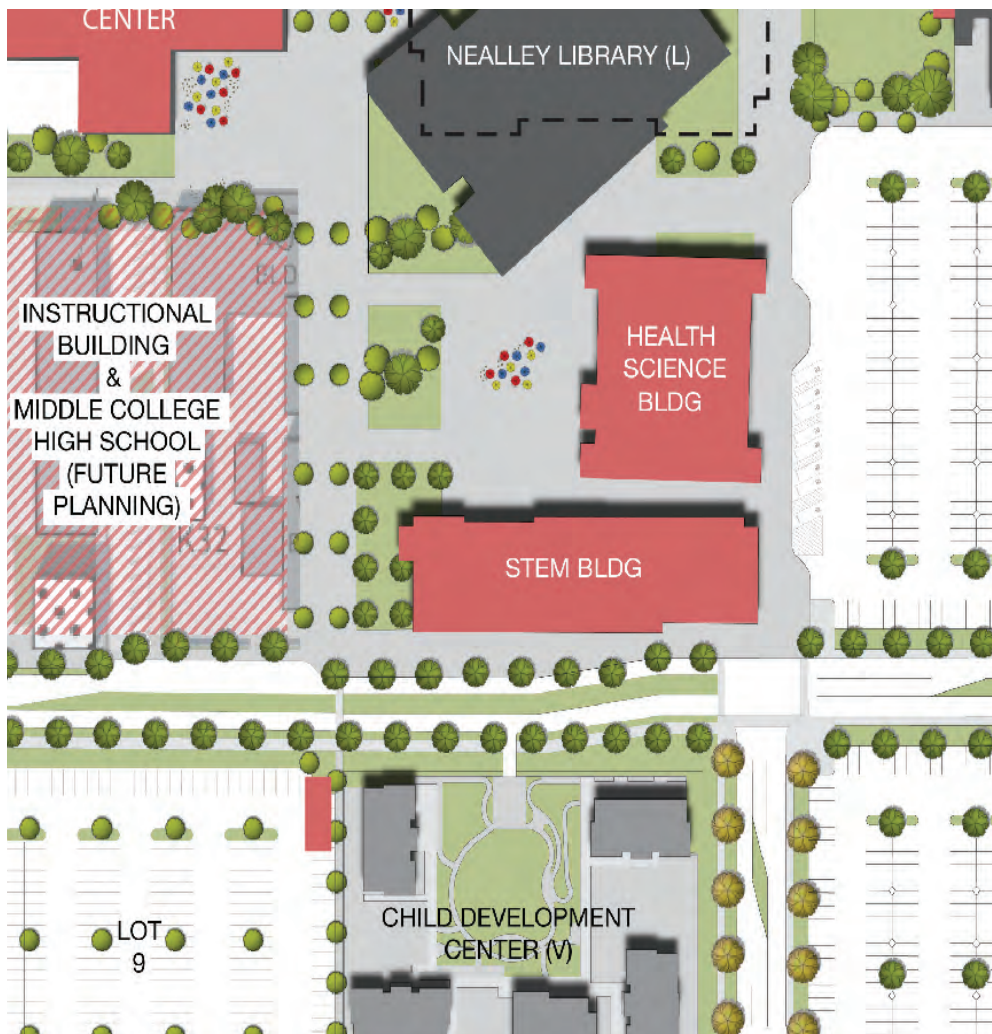 CENTER
NEALLEY LIBRARY (L)
BLD
INSTRUCTIONAL
BUILDING
&
MIDDLE COLLEGE
HIGH SCHOOL
(FUTURE
PLANNING)
K32
HEALTH
SCIENCE
BLDG
STEM BLDG
CHILD DEVELOPMENT
CENTER (V)
LOT
9